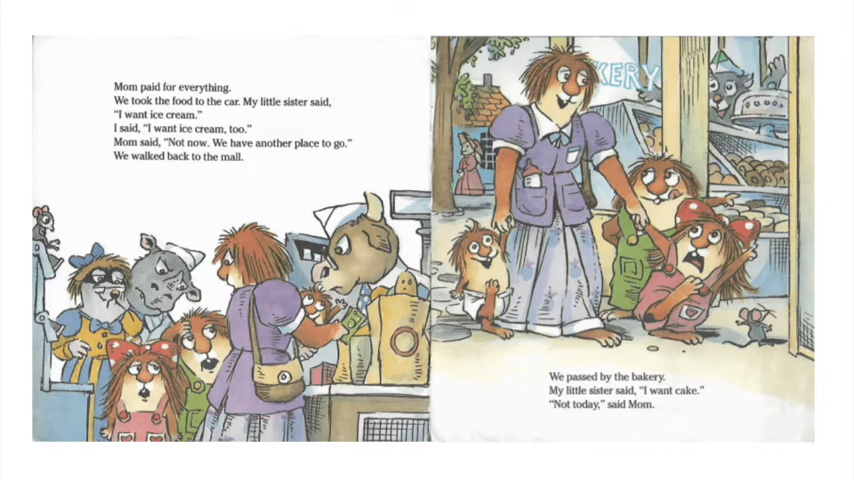 Mom paid for everything.
We took the food to the car. My little sister said,
"I want ice cream."
I said, "I want ice cream, too."
Mom said, "Not now. We have another place to go."
We walked back to the mall.
KERY
We passed by the bakery.
My little sister said, "I want cake."
"Not today," said Mom.